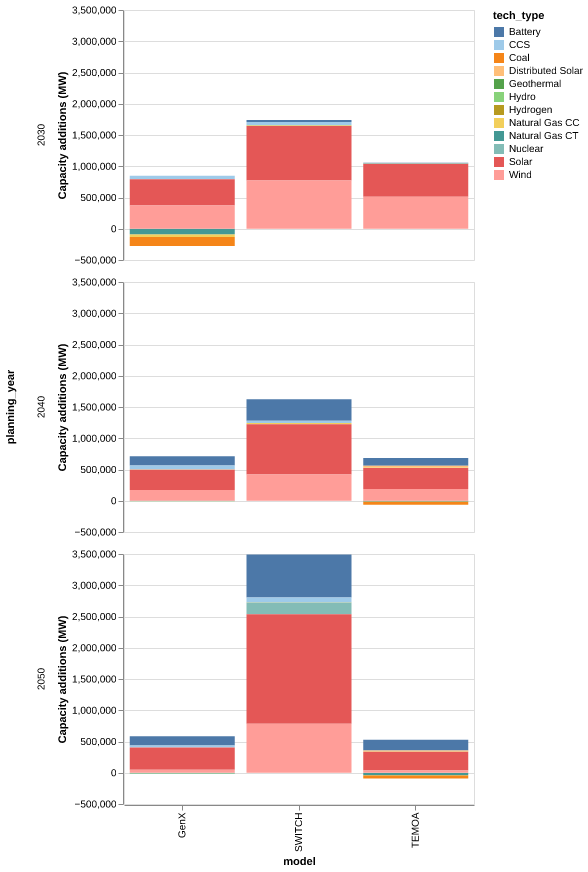 tech_type
Battery
CCS
Coal
Distributed Solar
Geothermal
Hydro
Hydrogen
Natural Gas CC
Natural Gas CT
Nuclear
Solar
Wind
planning_year
2030
Capacity additions (MW)
3,500,000
3,000,000
2,500,000
2,000,000
1,500,000
1,000,000
500,000
0
−500,000
2040
Capacity additions (MW)
3,500,000
3,000,000
2,500,000
2,000,000
1,500,000
1,000,000
500,000
0
−500,000
2050
Capacity additions (MW)
3,500,000
3,000,000
2,500,000
2,000,000
1,500,000
1,000,000
500,000
0
−500,000
GenX
SWITCH
TEMOA
model